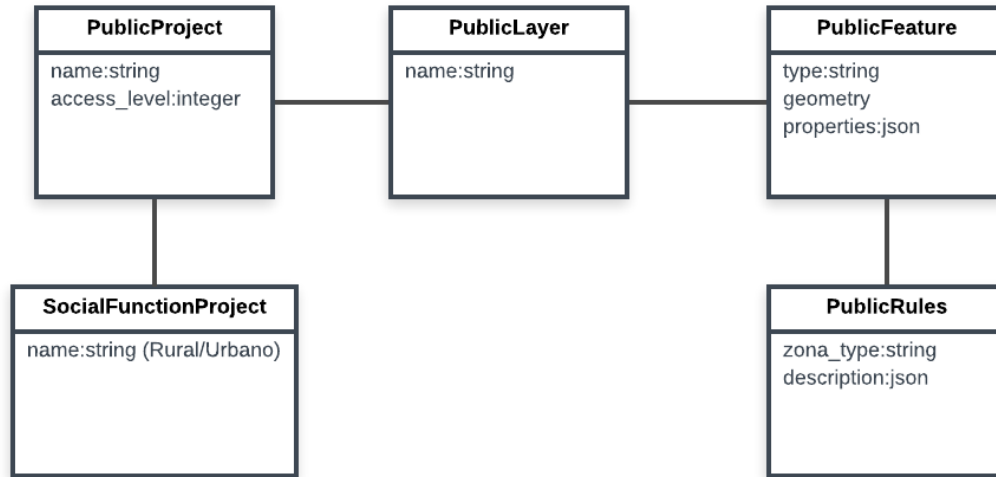 PublicProject
name:string
access_level:integer
PublicLayer
name:string
PublicFeature
type:string
geometry
properties:json
SocialFunctionProject
name:string (Rural/Urbano)
PublicRules
zona_type:string
description:json